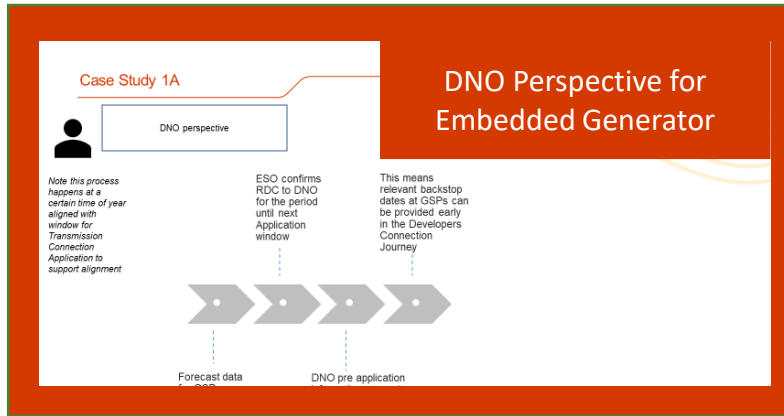 Case Study 1A
DNO Perspective for
Embedded Generator
DNO perspective
Note this process
happens at a
certain time of year
aligned with
window for
Transmission
Connection
Application to
support alignment
ESO confirms
RDC to DNO
for the period
until next
Application
window
This means
relevant backstop
dates at GSPs can
be provided early
in the Developers
Connection
Journey
Forecast data
DNO pre application